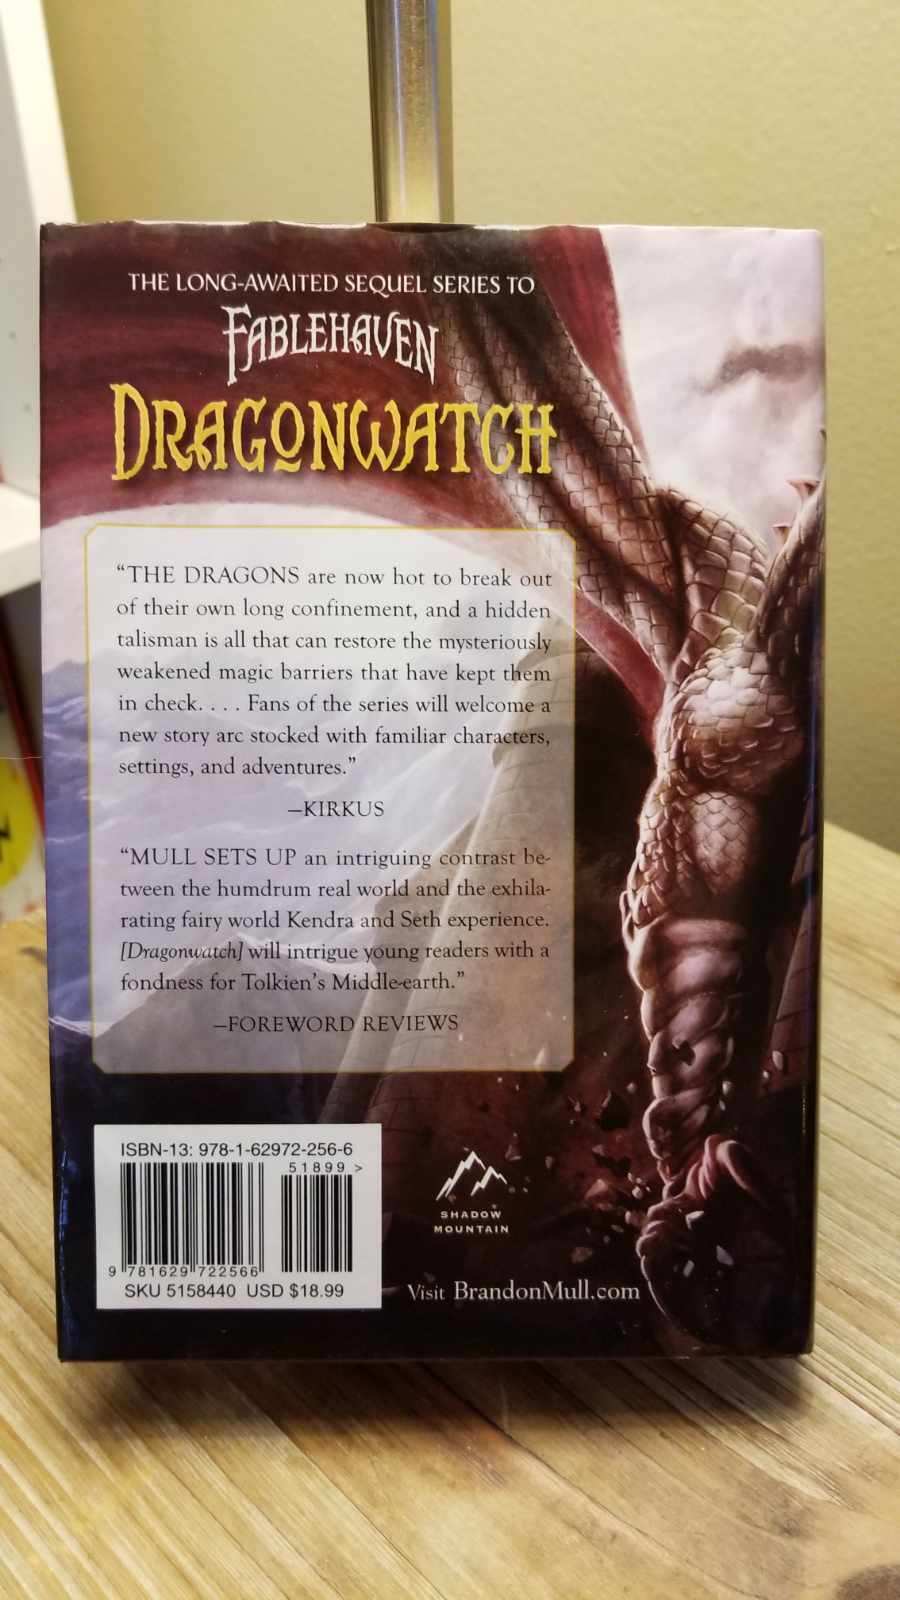 THE LONG-AWAITED SEQUEL SERIES TO
FABLEHAVEN
DRAGONWATCH
“THE DRAGONS are now hot to break out
of their own long confinement, and a hidden
talisman is all that can restore the mysteriously
weakened magic barriers that have kept them
in check. . . . Fans of the series will welcome a
new story arc stocked with familiar characters,
settings, and adventures.”
—KIRKUS
“MULL SETS UP an intriguing contrast be-
tween the humdrum real world and the exhila-
rating fairy world Kendra and Seth experience.
[Dragonwatch] will intrigue young readers with a
fondness for Tolkien’s Middle-earth.”
—FOREWORD REVIEWS
ISBN-13: 978-1-62972-256-6
51899 >
9 781629 722566
SKU 5158440 USD $18.99
SHADOW
MOUNTAIN
Visit BrandonMull.com